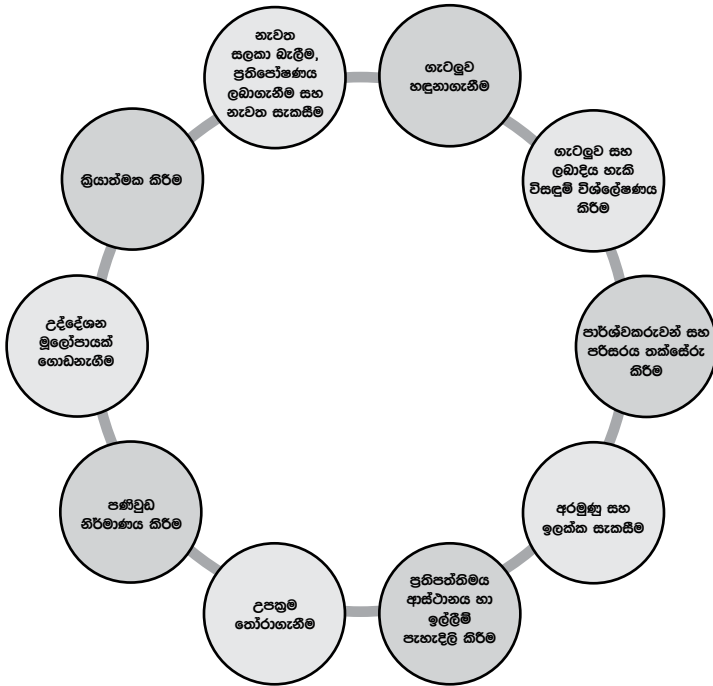 ගැටලුව
හඳුනාගැනීම
ගැටලුව සහ
ලබාදිය හැකි
විසඳුම් විශ්ලේෂණය
කිරීම
පාර්ශ්වකරුවන් සහ
පරිසරය තක්සේරු
කිරීම
අරමුණු සහ
ඉලක්ක සැකසීම
ප්‍රතිපත්තිමය
ආස්ථානය හා
ඉල්ලීම්
පැහැදිලි කිරීම
උපක්‍රම
තෝරාගැනීම
පණිවුඩ
නිර්මාණය කිරීම
උද්දේශන
මූලෝපායක්
ගොඩනැගීම
ක්‍රියාත්මක කිරීම
නැවත
සලකා බැලීම,
ප්‍රතිපෝෂණය
ලබාගැනීම සහ
නැවත සැකසීම